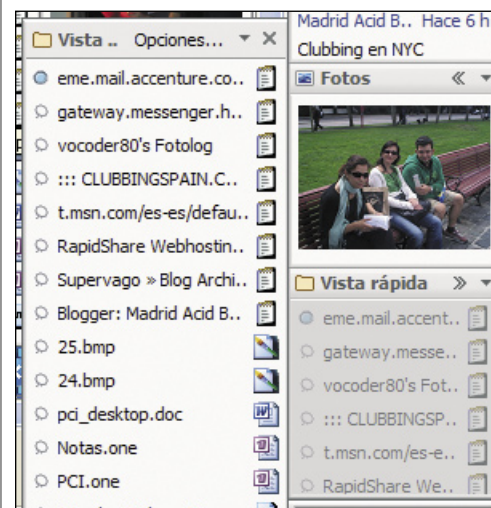 Vista .. Opciones...
eme.mail.accenture.co..
gateway.messenger.h..
vocoder80's Fotolog
::: CLUBBINGSPAIN.C..
t.msn.com/es-es/defau..
RapidShare Webhostin..
Supervago » Blog Archi..
Blogger: Madrid Acid B..
25.bmp
24.bmp
pci_desktop.doc
Notas.one
PCI.one
Madrid Acid B.. Hace 6 h
Clubbing en NYC
Fotos
Vista rápida
eme.mail.accent..
gateway.messe..
vocoder80's Fot..
::: CLUBBINGSP..
t.msn.com/es-e..
RapidShare We..